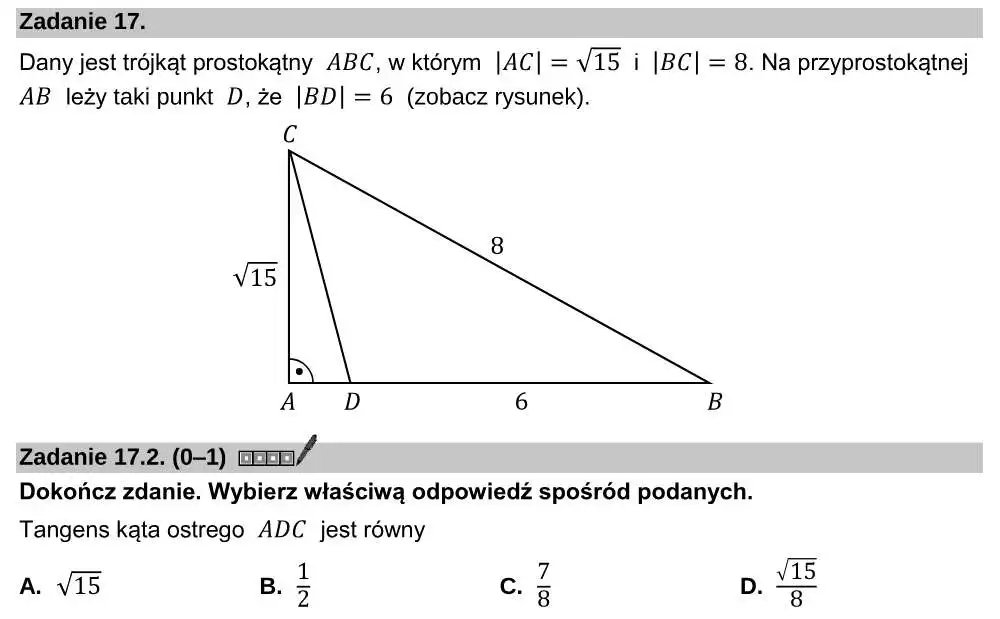 Zadanie 17.
Dany jest trójkąt prostokątny ABC, w którym |AC| = √15 i |BC| = 8. Na przyprostokątnej
AB leży taki punkt D, że |BD| = 6 (zobacz rysunek).
C
8
√15
A D 6 B
Zadanie 17.2. (0–1)
Dokończ zdanie. Wybierz właściwą odpowiedź spośród podanych.
Tangens kąta ostrego ADC jest równy
A. √15 B. 1/2 C. 7/8 D. √15/8